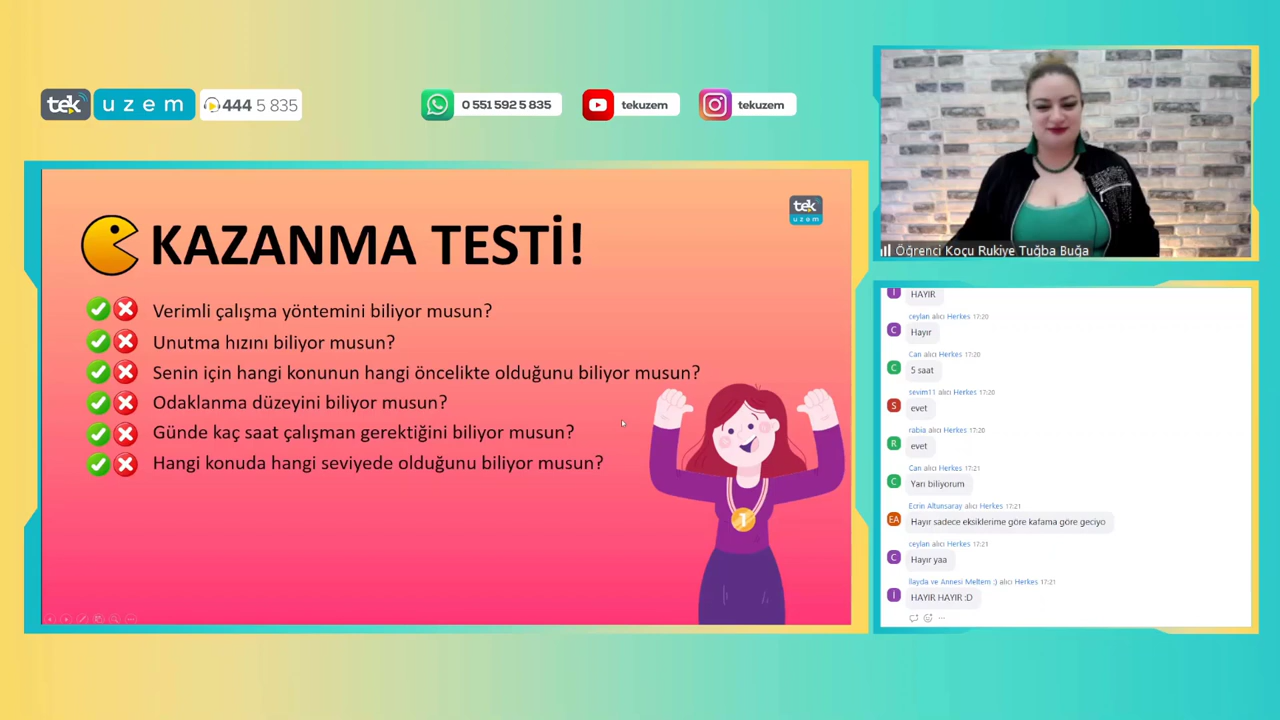 tek uzem 444 5 835
0 551 592 5 835
tekuzem
tekuzem
tek
uzem
KAZANMA TESTİ!
Verimli çalışma yöntemini biliyor musun?
Unutma hızını biliyor musun?
Senin için hangi konunun hangi öncelikte olduğunu biliyor musun?
Odaklanma düzeyini biliyor musun?
Günde kaç saat çalışman gerektiğini biliyor musun?
Hangi konuda hangi seviyede olduğunu biliyor musun?
1
Öğrenci Koçu Rukiye Tuğba Buğa
I
HAYIR
ceylan alıcı Herkes 17:20
C
Hayır
Can alıcı Herkes 17:20
C
5 saat
sevim11 alıcı Herkes 17:20
S
evet
rabia alıcı Herkes 17:20
R
evet
Can alıcı Herkes 17:21
C
Yarı biliyorum
Ecrin Altunsaray alıcı Herkes 17:21
EA
Hayır sadece eksiklerime göre kafama göre geciyo
ceylan alıcı Herkes 17:21
C
Hayır yaa
İlayda ve Annesi Meltem :) alıcı Herkes 17:21
I
HAYIR HAYIR :D